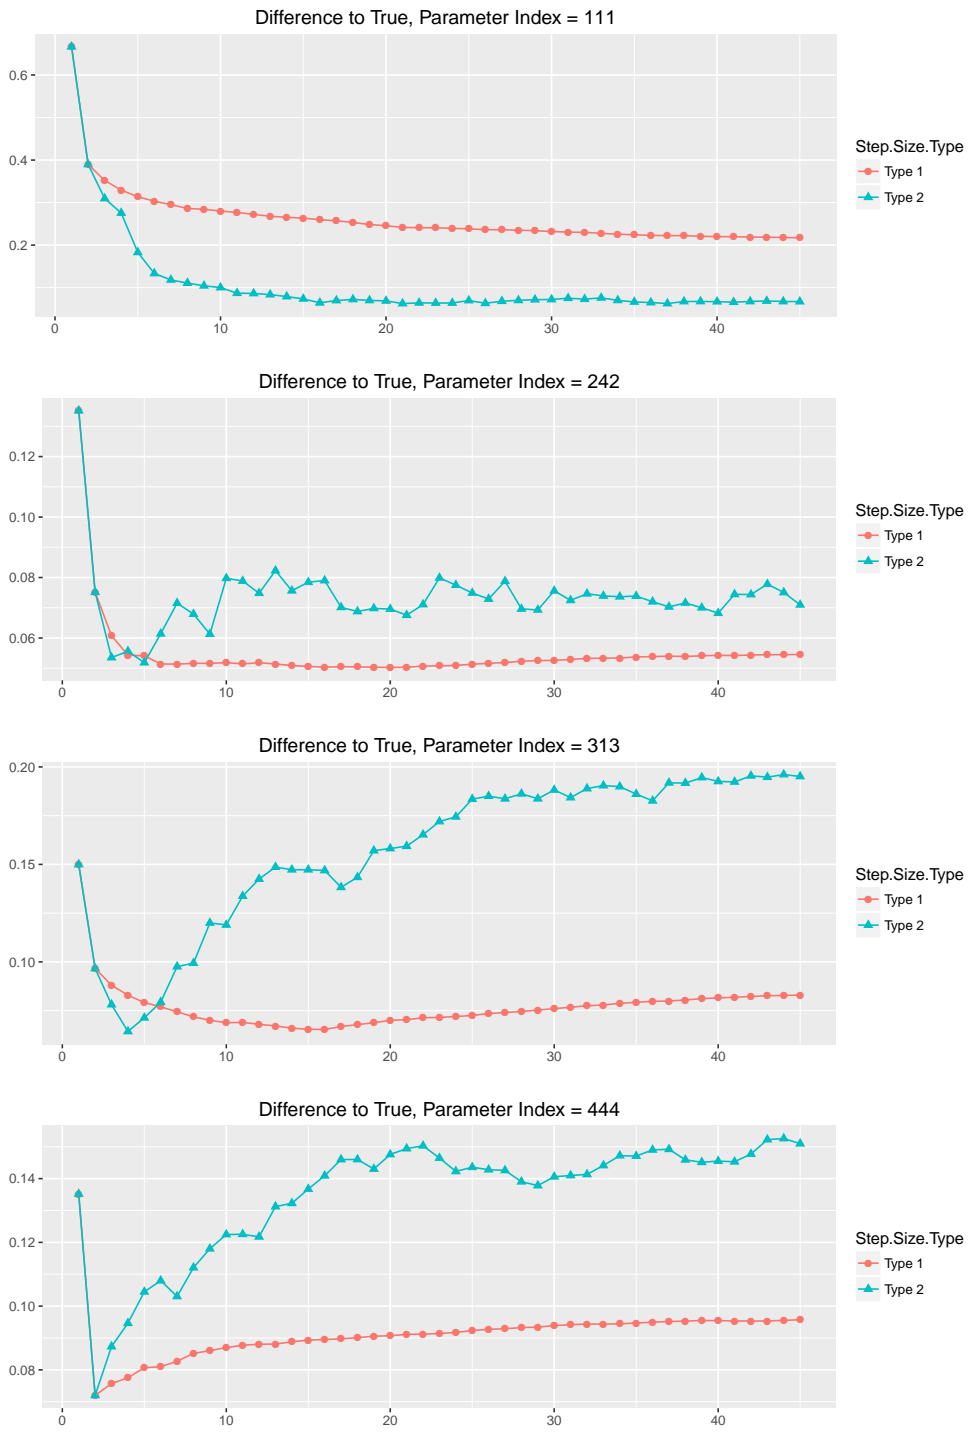 Difference to True, Parameter Index = 111
0.6
0.4
0.2
0 10 20 30 40
Step.Size.Type
Type 1
Type 2
Difference to True, Parameter Index = 242
0.12
0.10
0.08
0.06
0 10 20 30 40
Step.Size.Type
Type 1
Type 2
Difference to True, Parameter Index = 313
0.20
0.15
0.10
0 10 20 30 40
Step.Size.Type
Type 1
Type 2
Difference to True, Parameter Index = 444
0.14
0.12
0.10
0.08
0 10 20 30 40
Step.Size.Type
Type 1
Type 2